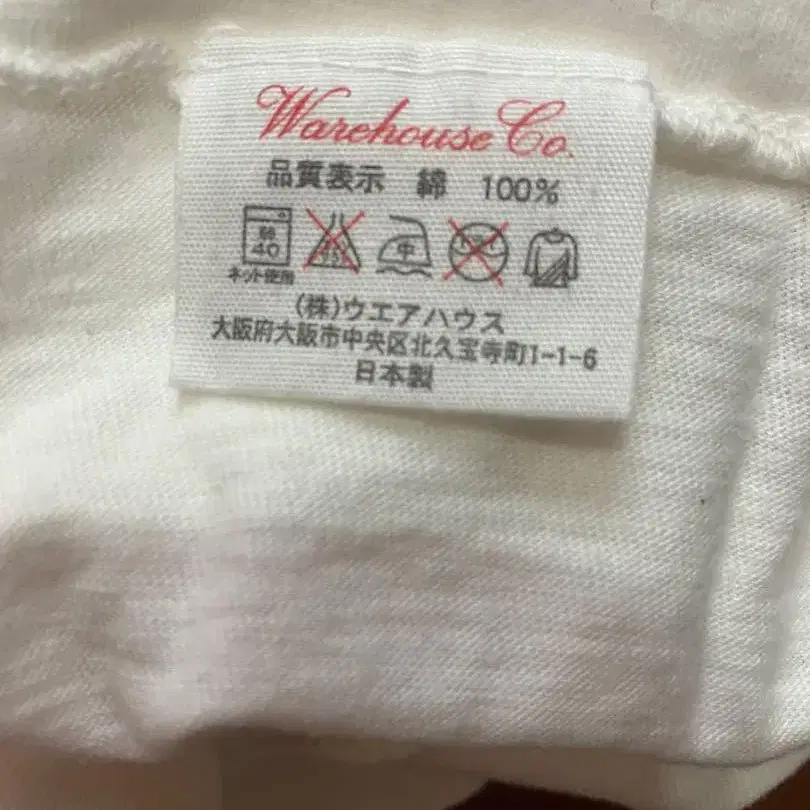 Warehouse Co.
品質表示 綿 100%
40 中
ネット使用
(株)ウエアハウス
大阪府大阪市中央区北久宝寺町1-1-6
日本製